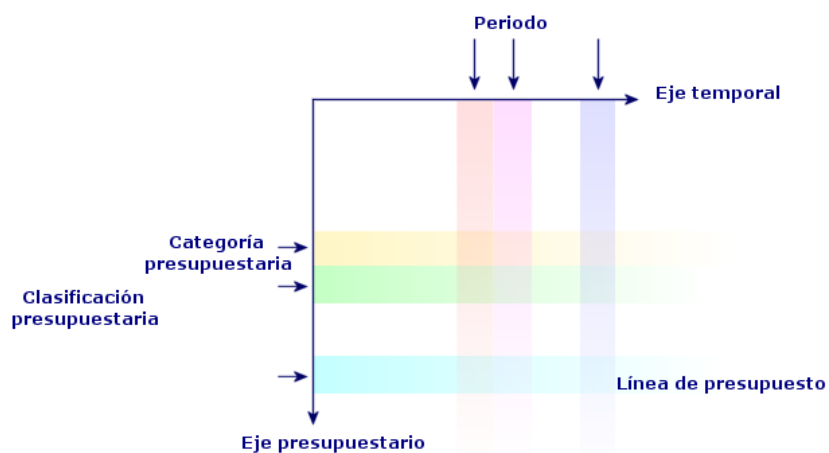 Periodo
Eje temporal
Categoría
presupuestaria
Clasificación
presupuestaria
Línea de presupuesto
Eje presupuestario